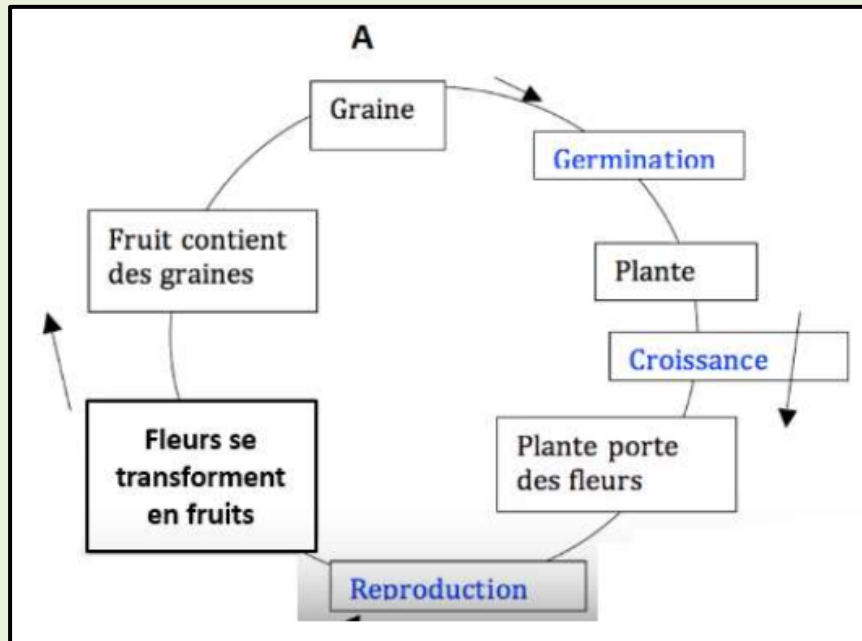 A
Graine
Germination
Plante
Croissance
Plante porte
des fleurs
Reproduction
Fleurs se
transforment
en fruits
Fruit contient
des graines